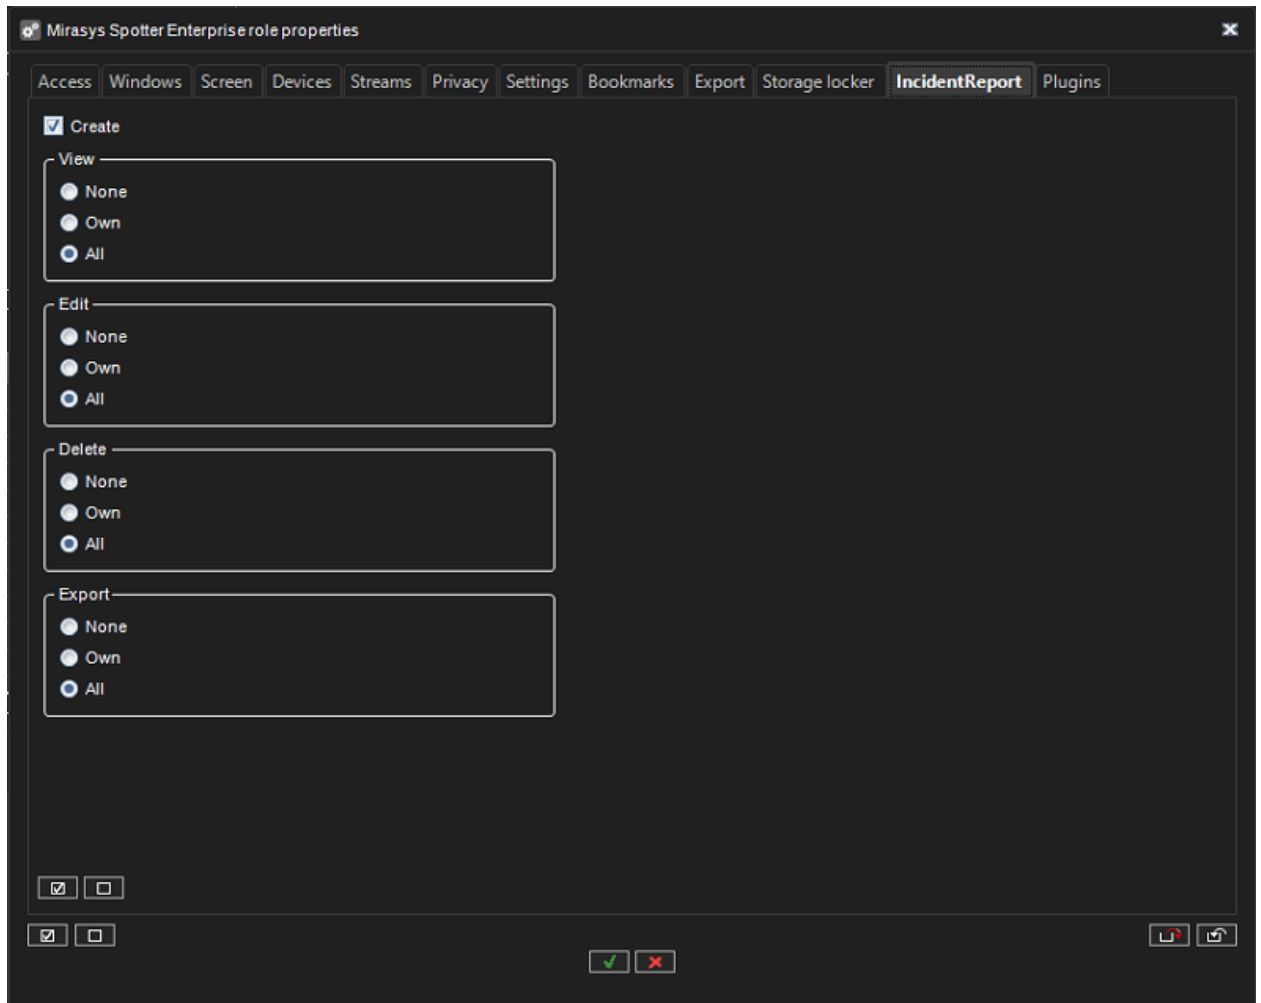 Mirasys Spotter Enterprise role properties
Access Windows Screen Devices Streams Privacy Settings Bookmarks Export Storage locker IncidentReport Plugins
Create
View
None
Own
All
Edit
None
Own
All
Delete
None
Own
All
Export
None
Own
All